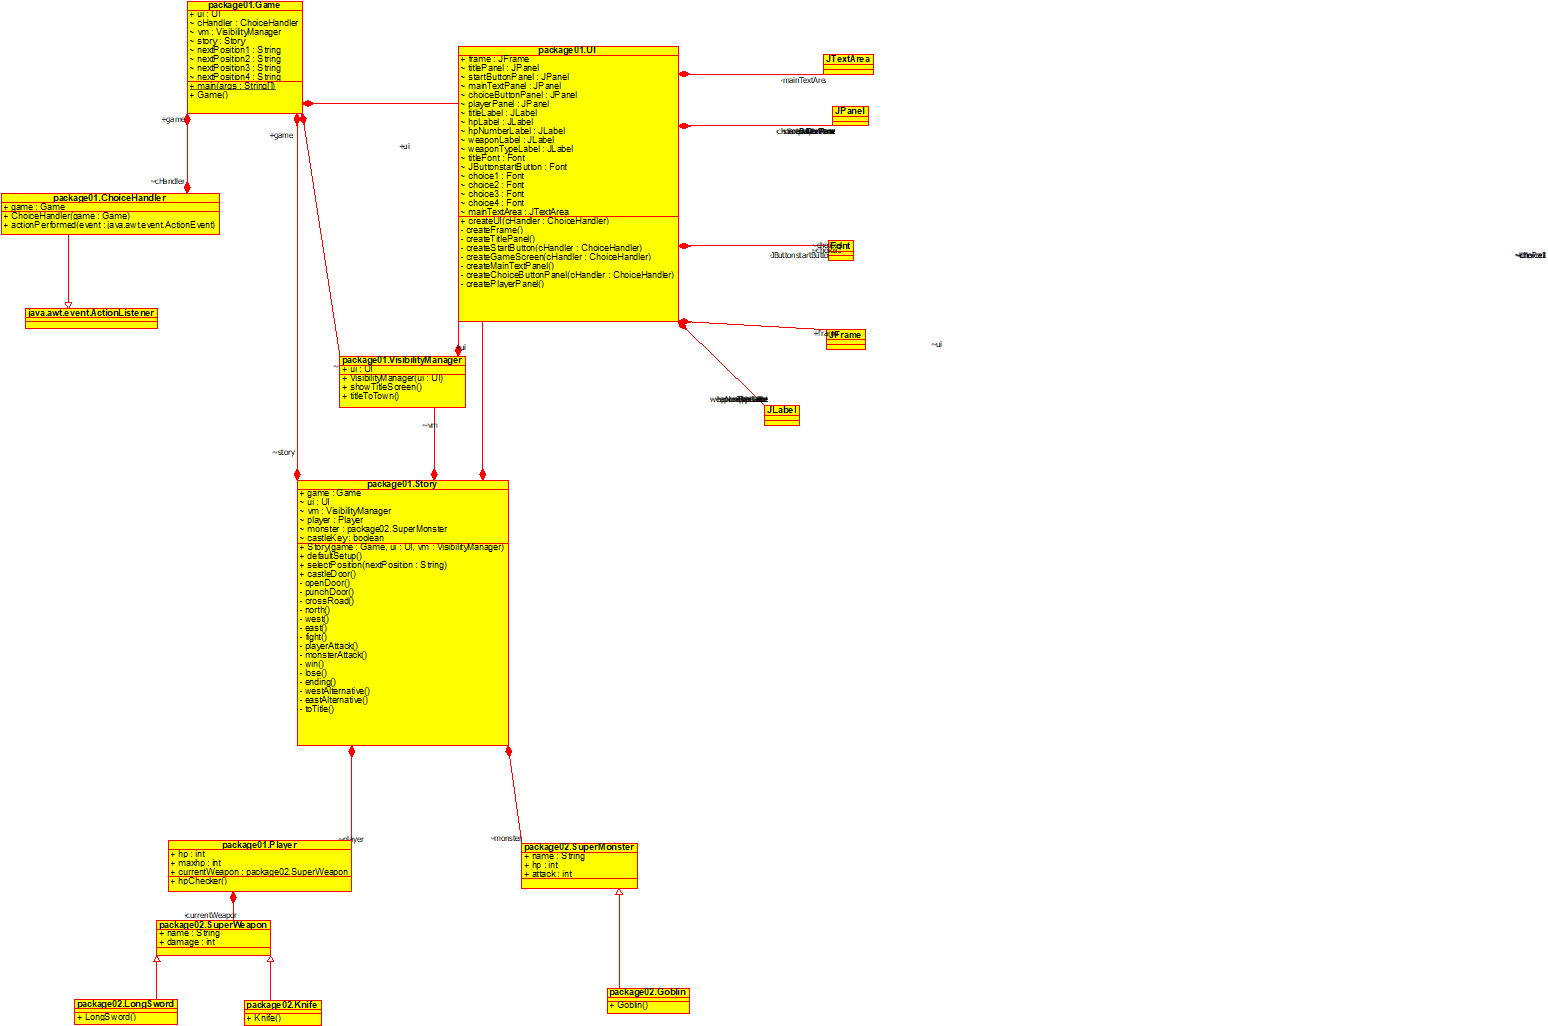 package01.Game
+ ui : UI
~ cHandler : ChoiceHandler
~ vm : VisibilityManager
~ story : Story
~ nextPosition1 : String
~ nextPosition2 : String
~ nextPosition3 : String
~ nextPosition4 : String
+ main(args : String[])
+ Game()
+game
+game
+ui
~cHandler
package01.UI
+ frame : JFrame
~ titlePanel : JPanel
~ startButtonPanel : JPanel
~ mainTextPanel : JPanel
~ choiceButtonPanel : JPanel
~ playerPanel : JPanel
~ titleLabel : JLabel
~ hpLabel : JLabel
~ hpNumberLabel : JLabel
~ weaponLabel : JLabel
~ weaponTypeLabel : JLabel
~ titleFont : Font
~ JButtonstartButton : Font
~ choice1 : Font
~ choice2 : Font
~ choice3 : Font
~ choice4 : Font
~ mainTextArea : JTextArea
+ createUI(cHandler : ChoiceHandler)
- createFrame()
- createTitlePanel()
- createStartButton(cHandler : ChoiceHandler)
- createGameScreen(cHandler : ChoiceHandler)
- createMainTextPanel()
- createChoiceButtonPanel(cHandler : ChoiceHandler)
- createPlayerPanel()
JTextArea
~mainTextArea
JPanel
Font
JFrame
~ui
JLabel
package01.ChoiceHandler
+ game : Game
+ ChoiceHandler(game : Game)
+ actionPerformed(event : java.awt.event.ActionEvent)
java.awt.event.ActionListener
package01.VisibilityManager
+ ui : UI
+ VisibilityManager(ui : UI)
+ showTitleScreen()
+ titleToTown()
~vm
~story
package01.Story
+ game : Game
~ ui : UI
~ vm : VisibilityManager
~ player : Player
~ monster : package02.SuperMonster
~ castleKey : boolean
+ Story(game : Game, ui : UI, vm : VisibilityManager)
+ defaultSetup()
+ selectPosition(nextPosition : String)
+ castleDoor()
- openDoor()
- punchDoor()
- crossRoad()
- north()
- west()
- east()
- fight()
- playerAttack()
- monsterAttack()
- win()
- lose()
- ending()
- westAlternative()
- eastAlternative()
- toTitle()
~player
~monster
package01.Player
+ hp : int
+ maxhp : int
+ currentWeapon : package02.SuperWeapon
+ hpChecker()
package02.SuperMonster
+ name : String
+ hp : int
+ attack : int
package02.SuperWeapon
+ name : String
+ damage : int
package02.LongSword
+ LongSword()
package02.Knife
+ Knife()
package02.Goblin
+ Goblin()